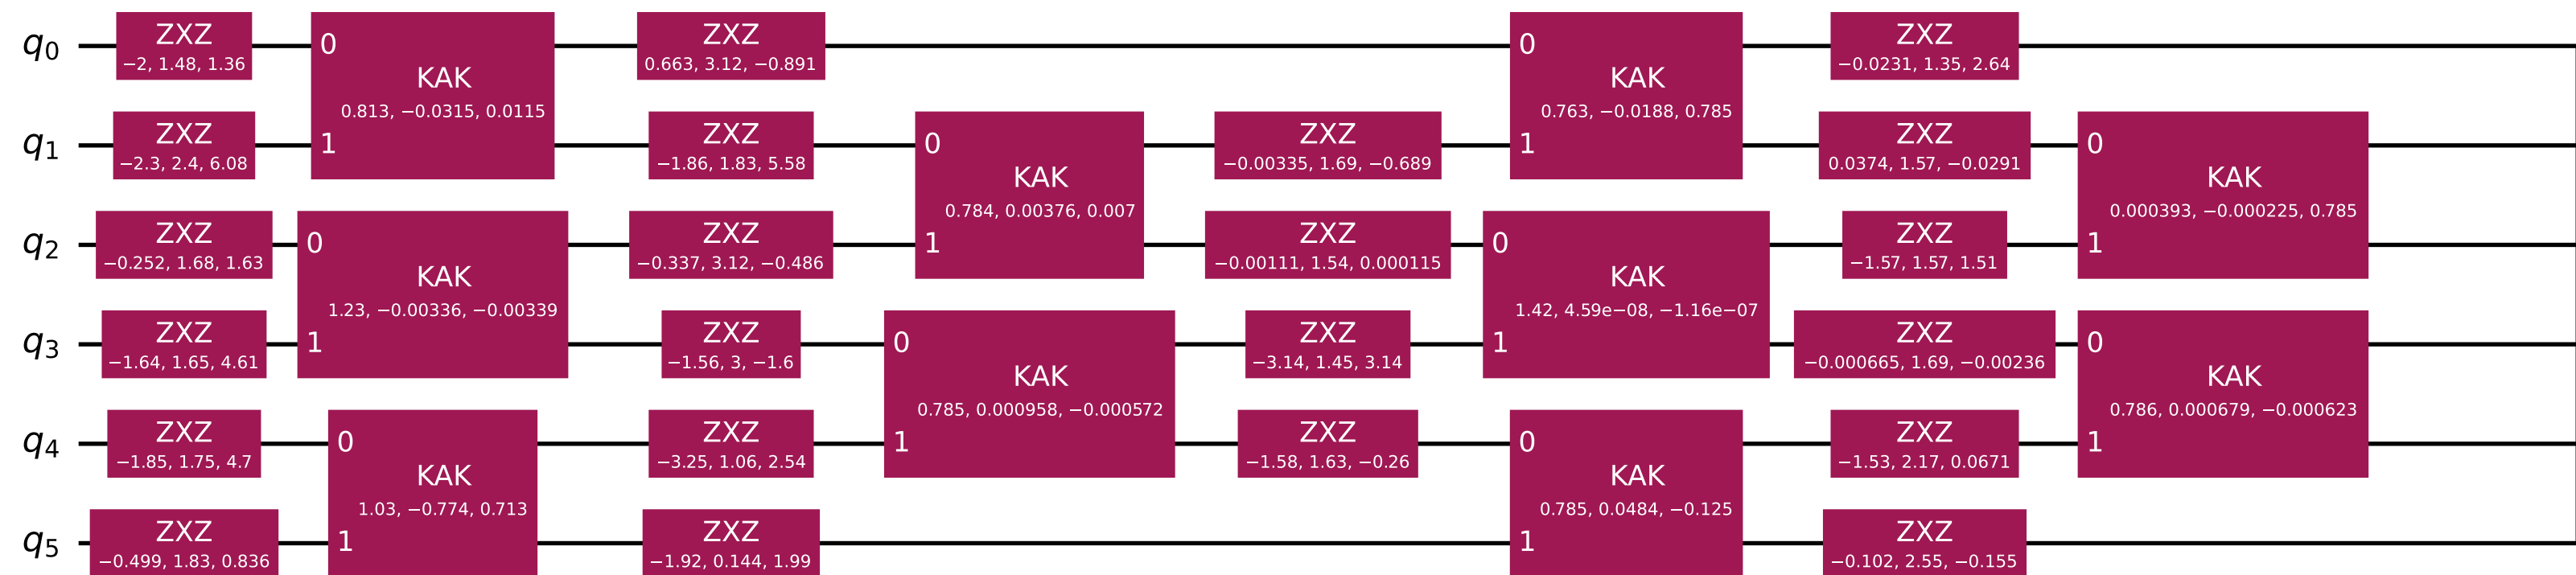 q0
ZXZ
−2, 1.48, 1.36
0
KAK
0.813, −0.0315, 0.0115
1
ZXZ
0.663, 3.12, −0.891
0
KAK
0.763, −0.0188, 0.785
1
ZXZ
−0.0231, 1.35, 2.64
q1
ZXZ
−2.3, 2.4, 6.08
ZXZ
−1.86, 1.83, 5.58
0
KAK
0.784, 0.00376, 0.007
1
ZXZ
−0.00335, 1.69, −0.689
ZXZ
0.0374, 1.57, −0.0291
0
KAK
0.000393, −0.000225, 0.785
1
q2
ZXZ
−0.252, 1.68, 1.63
0
KAK
1.23, −0.00336, −0.00339
1
ZXZ
−0.337, 3.12, −0.486
ZXZ
−0.00111, 1.54, 0.000115
0
KAK
1.42, 4.59e−08, −1.16e−07
1
ZXZ
−1.57, 1.57, 1.51
q3
ZXZ
−1.64, 1.65, 4.61
ZXZ
−1.56, 3, −1.6
0
KAK
0.785, 0.000958, −0.000572
1
ZXZ
−3.14, 1.45, 3.14
ZXZ
−0.000665, 1.69, −0.00236
0
KAK
0.786, 0.000679, −0.000623
1
q4
ZXZ
−1.85, 1.75, 4.7
0
KAK
1.03, −0.774, 0.713
1
ZXZ
−3.25, 1.06, 2.54
ZXZ
−1.58, 1.63, −0.26
0
KAK
0.785, 0.0484, −0.125
1
ZXZ
−1.53, 2.17, 0.0671
q5
ZXZ
−0.499, 1.83, 0.836
ZXZ
−1.92, 0.144, 1.99
ZXZ
−0.102, 2.55, −0.155